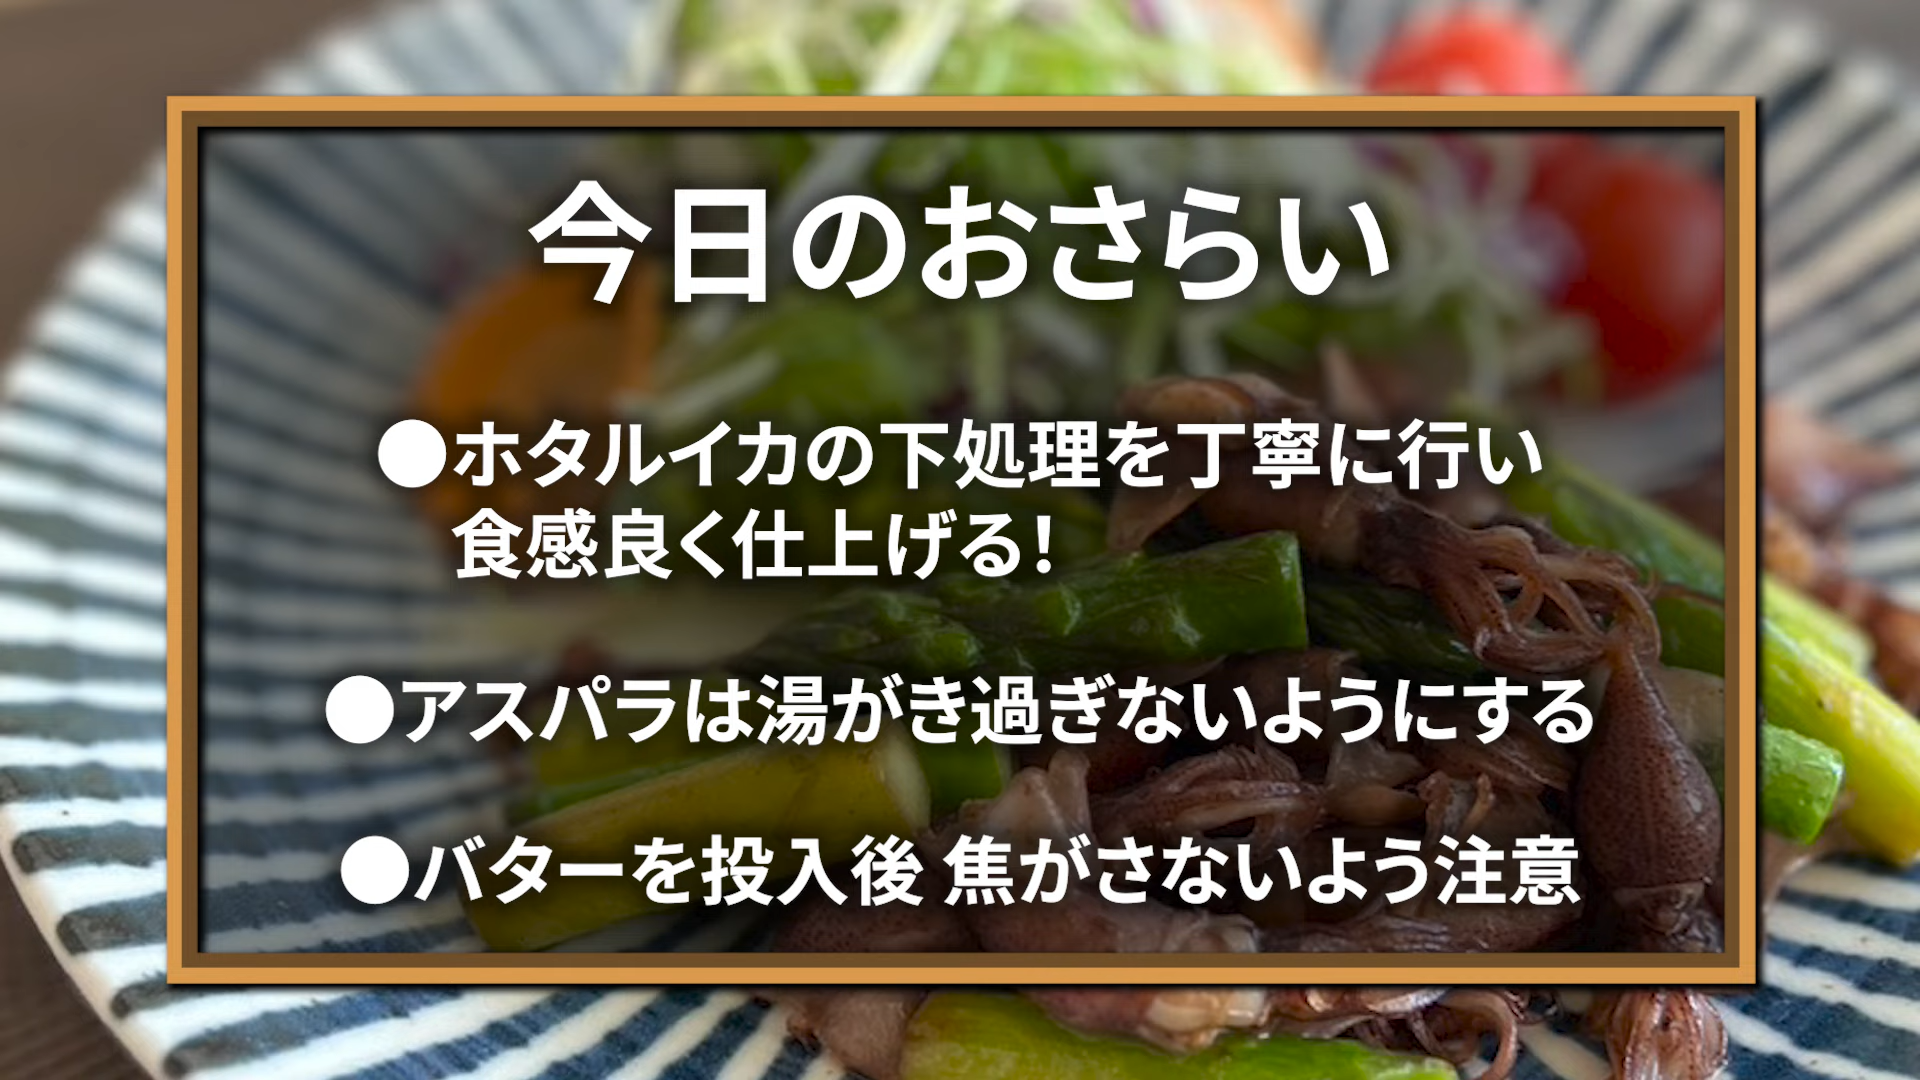 今日のおさらい
●ホタルイカの下処理を丁寧に行い
食感良く仕上げる！
●アスパラは湯がき過ぎないようにする
●バターを投入後 焦がさないよう注意